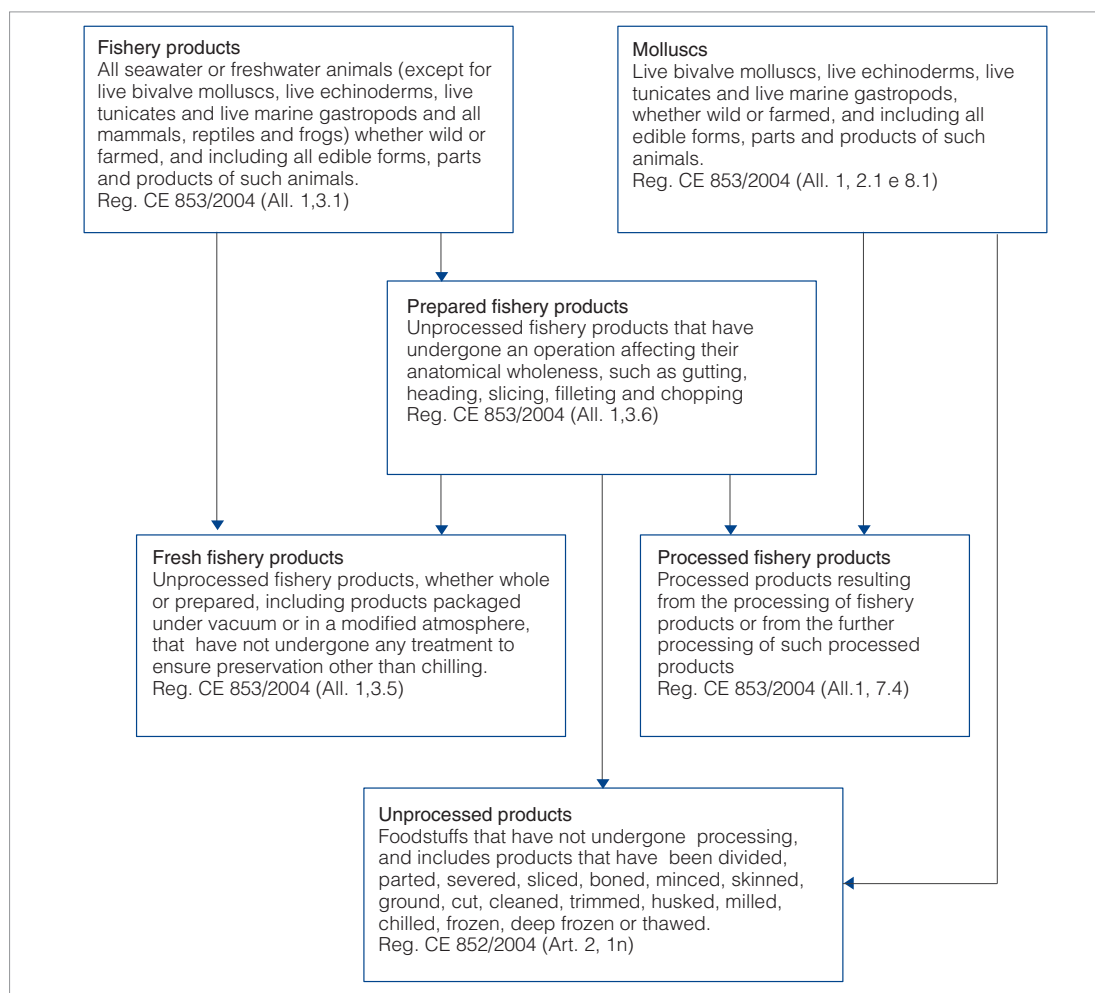 Fishery products
All seawater or freshwater animals (except for
live bivalve molluscs, live echinoderms, live
tunicates and live marine gastropods and all
mammals, reptiles and frogs) whether wild or
farmed, and including all edible forms, parts
and products of such animals.
Reg. CE 853/2004 (All. 1,3.1)
Molluscs
Live bivalve molluscs, live echinoderms, live
tunicates and live marine gastropods,
whether wild or farmed, and including all
edible forms, parts and products of such
animals.
Reg. CE 853/2004 (All. 1, 2.1 e 8.1)
Prepared fishery products
Unprocessed fishery products that have
undergone an operation affecting their
anatomical wholeness, such as gutting,
heading, slicing, filleting and chopping
Reg. CE 853/2004 (All. 1,3.6)
Fresh fishery products
Unprocessed fishery products, whether whole
or prepared, including products packaged
under vacuum or in a modified atmosphere,
that have not undergone any treatment to
ensure preservation other than chilling.
Reg. CE 853/2004 (All. 1,3.5)
Processed fishery products
Processed products resulting
from the processing of fishery
products or from the further
processing of such processed
products
Reg. CE 853/2004 (All.1, 7.4)
Unprocessed products
Foodstuffs that have not undergone processing,
and includes products that have been divided,
parted, severed, sliced, boned, minced, skinned,
ground, cut, cleaned, trimmed, husked, milled,
chilled, frozen, deep frozen or thawed.
Reg. CE 852/2004 (Art. 2, 1n)